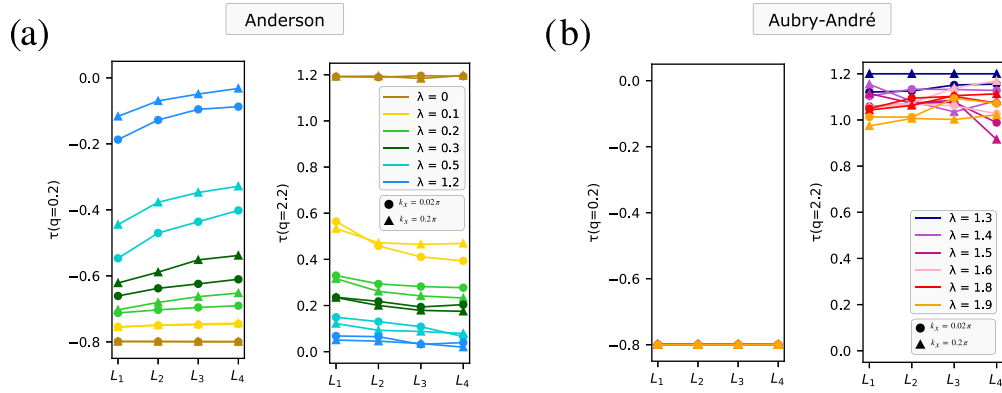 (a)
Anderson
τ(q=0.2)
0.0
−0.2
−0.4
−0.6
−0.8
L1 L2 L3 L4
τ(q=2.2)
1.2
1.0
0.8
0.6
0.4
0.2
0.0
λ = 0
λ = 0.1
λ = 0.2
λ = 0.3
λ = 0.5
λ = 1.2
kx = 0.02π
kx = 0.2π
L1 L2 L3 L4
(b)
Aubry-André
τ(q=0.2)
0.0
−0.2
−0.4
−0.6
−0.8
L1 L2 L3 L4
τ(q=2.2)
1.2
1.0
0.8
0.6
0.4
0.2
0.0
λ = 1.3
λ = 1.4
λ = 1.5
λ = 1.6
λ = 1.8
λ = 1.9
kx = 0.02π
kx = 0.2π
L1 L2 L3 L4